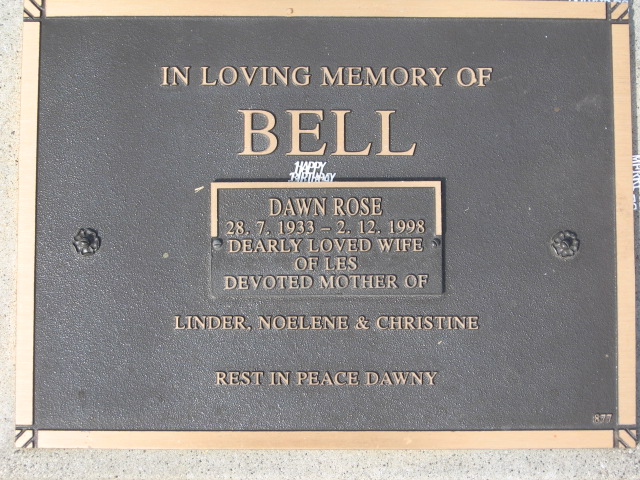 IN LOVING MEMORY OF
BELL
HAPPY
BIRTHDAY
DAWN ROSE
28. 7. 1933 – 2. 12. 1998
DEARLY LOVED WIFE
OF LES
DEVOTED MOTHER OF
LINDER, NOELENE & CHRISTINE
REST IN PEACE DAWNY
877